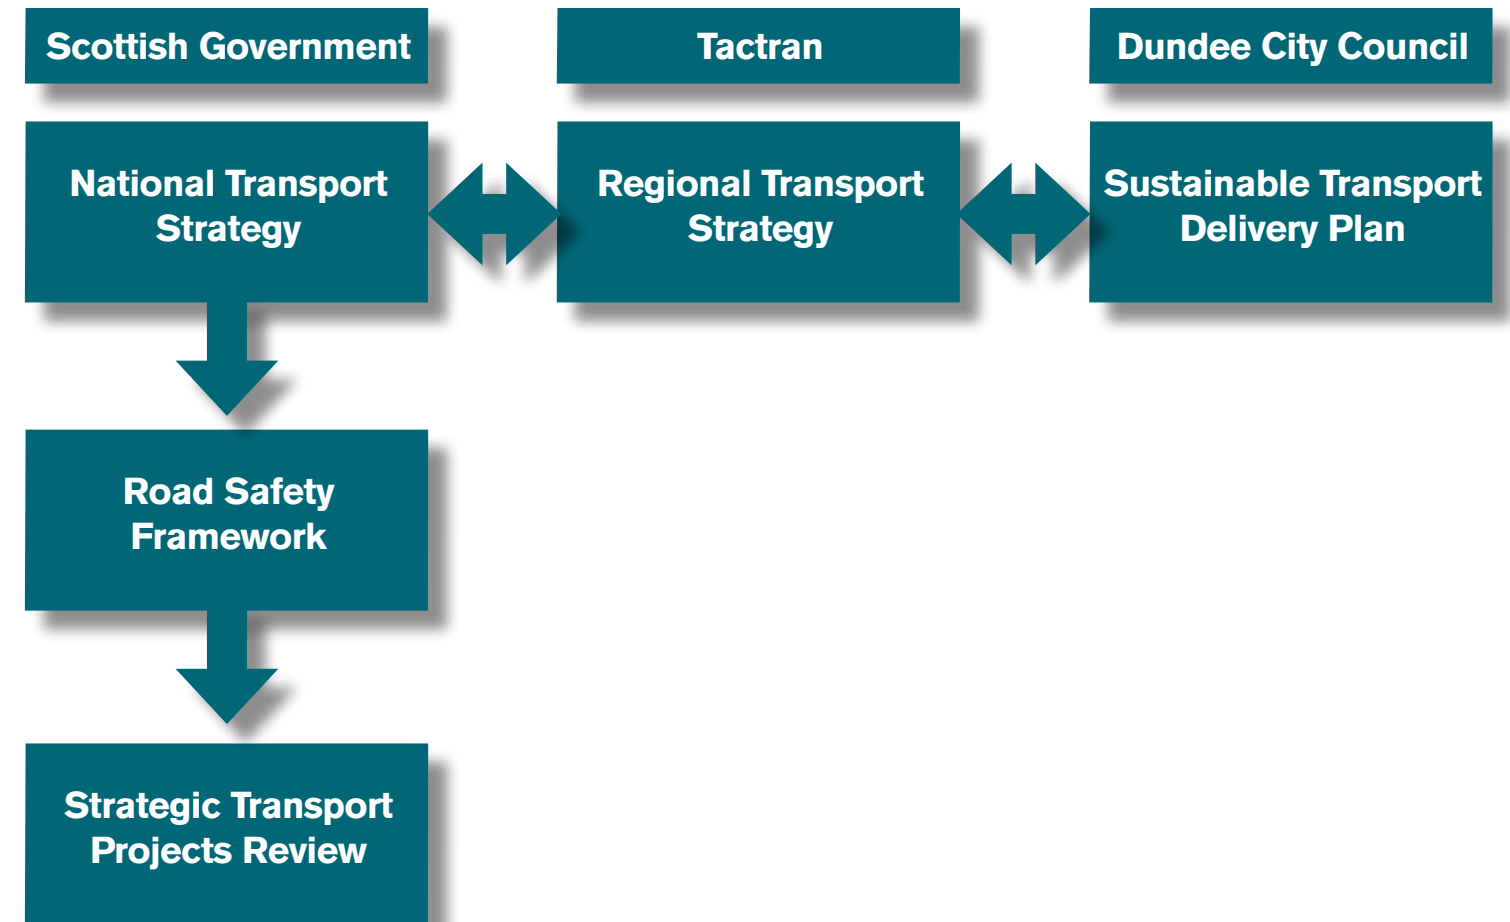 Scottish Government
Tactran
Dundee City Council
National Transport
Strategy
Regional Transport
Strategy
Sustainable Transport
Delivery Plan
Road Safety
Framework
Strategic Transport
Projects Review